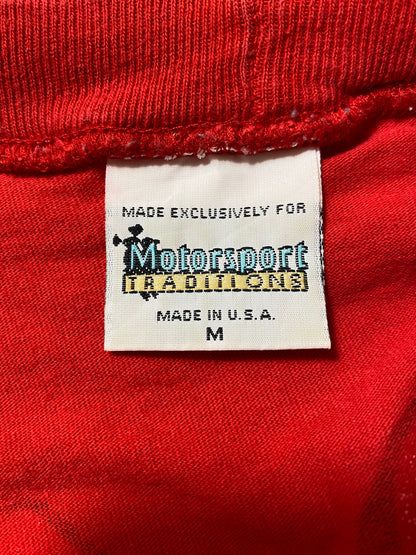 MADE EXCLUSIVELY FOR
Motorsport
TRADITIONS
MADE IN U.S.A.
M